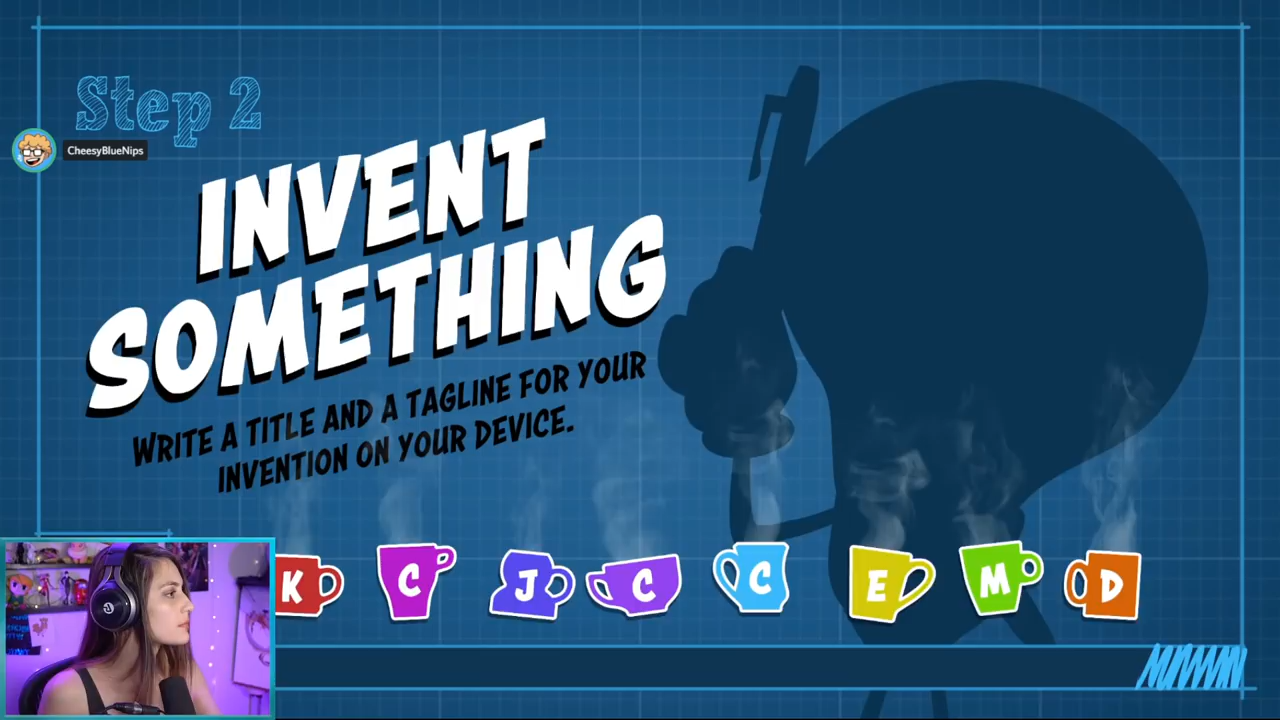 Step 2
CheesyBlueNips
INVENT
SOMETHING
WRITE A TITLE AND A TAGLINE FOR YOUR
INVENTION ON YOUR DEVICE.
K C J C C E M D